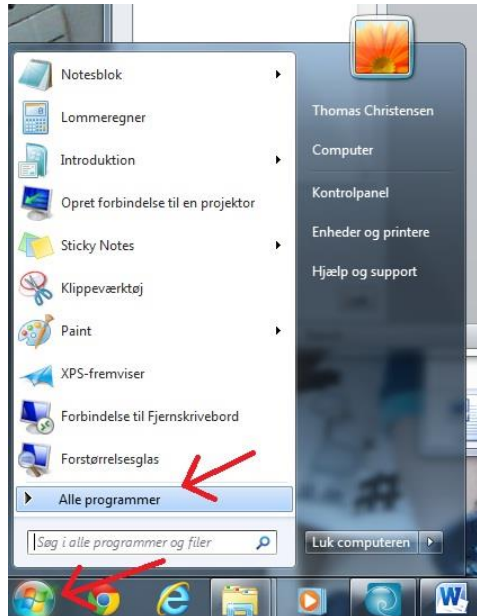 Notesblok
Lommeregner
Introduktion
Opret forbindelse til en projektor
Sticky Notes
Klippeværktøj
Paint
XPS-fremviser
Forbindelse til Fjernskrivebord
Forstørrelsesglas
Alle programmer
Søg i alle programmer og filer
Thomas Christensen
Computer
Kontrolpanel
Enheder og printere
Hjælp og support
Luk computeren